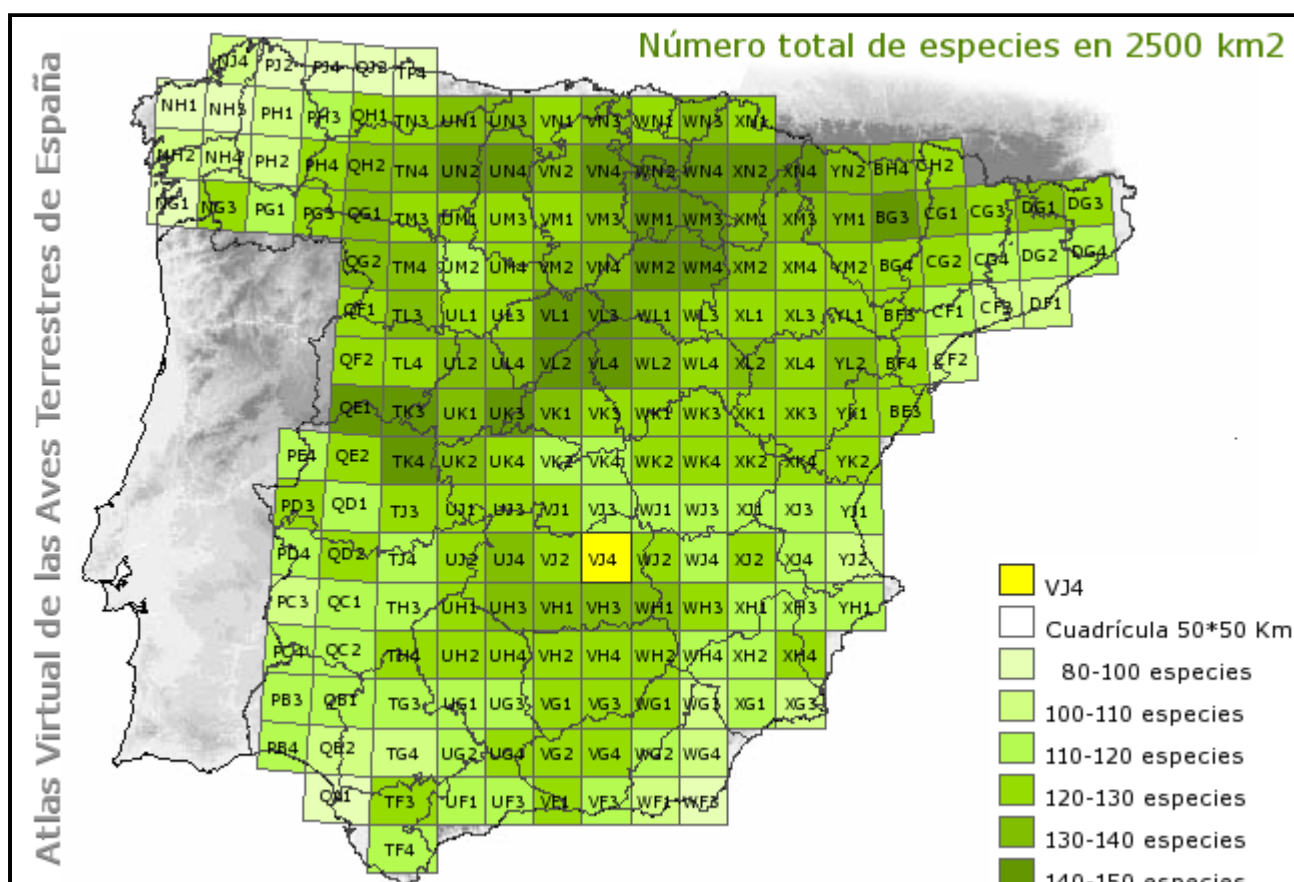 Número total de especies en 2500 km2
Atlas Virtual de las Aves Terrestres de España
NJ4 PJ2 PJ4 QJ2 TP4
NH1 NH3 PH1 PH3 QH1 TN3 UN1 UN3 VN1 VN3 WN1 WN3 XN1
NH2 NH4 PH2 PH4 QH2 TN4 UN2 UN4 VN2 VN4 WN2 WN4 XN2 XN4 YN2 BH4 CH2
NG1 NG3 PG1 PG3 QG1 TM3 UM1 UM3 VM1 VM3 WM1 WM3 XM1 XM3 YM1 BG3 CG1 CG3 DG1 DG3
QG2 TM4 UM2 UM4 VM2 VN4 WM2 WM4 XM2 XM4 YM2 BG4 CG2 CG4 DG2 DG4
QF1 TL3 UL1 UL3 VL1 VL3 WL1 WL3 XL1 XL3 YL1 BF3 CF1 CF3 DF1
QF2 TL4 UL2 UL4 VL2 VL4 WL2 WL4 XL2 XL4 YL2 BF4 CF2
QE1 TK3 UK1 UK3 VK1 VK3 WK1 WK3 XK1 XK3 YK1 BE3
PE4 QE2 TK4 UK2 UK4 VK2 VK4 WK2 WK4 XK2 XK4 YK2
PD3 QD1 TJ3 UJ1 UJ3 VJ1 VJ3 WJ1 WJ3 XJ1 XJ3 YJ1
PD4 QD2 TJ4 UJ2 UJ4 VJ2 VJ4 WJ2 WJ4 XJ2 XJ4 YJ2
PC3 QC1 TH3 UH1 UH3 VH1 VH3 WH1 WH3 XH1 XH3 YH1
PC4 QC2 TH4 UH2 UH4 VH2 VH4 WH2 WH4 XH2 XH4
PB3 QB1 TG3 UG1 UG3 VG1 VG3 WG1 WG3 XG1 XG3
PB4 QB2 TG4 UG2 UG4 VG2 VG4 WG2 WG4
QA1 TF3 UF1 UF3 VF1 VF3 WF1 WF3
TF4
VJ4
Cuadrícula 50*50 Km
80-100 especies
100-110 especies
110-120 especies
120-130 especies
130-140 especies
140-150 especies